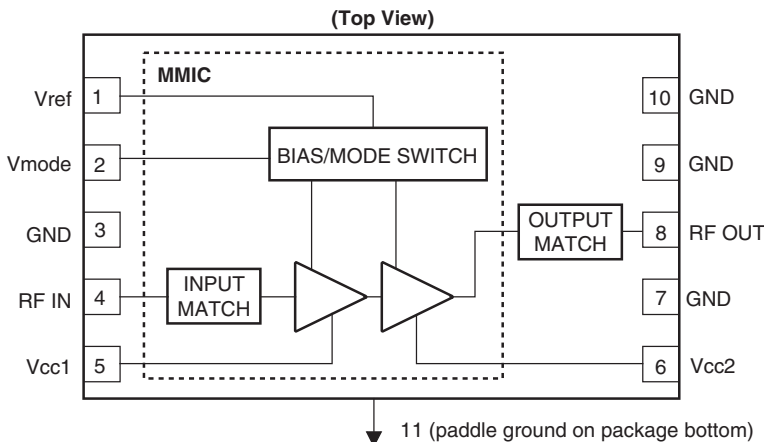 (Top View)
MMIC
Vref 1
10 GND
BIAS/MODE SWITCH
Vmode 2
9 GND
GND 3
OUTPUT
MATCH
8 RF OUT
RF IN 4
INPUT
MATCH
7 GND
Vcc1 5
6 Vcc2
11 (paddle ground on package bottom)